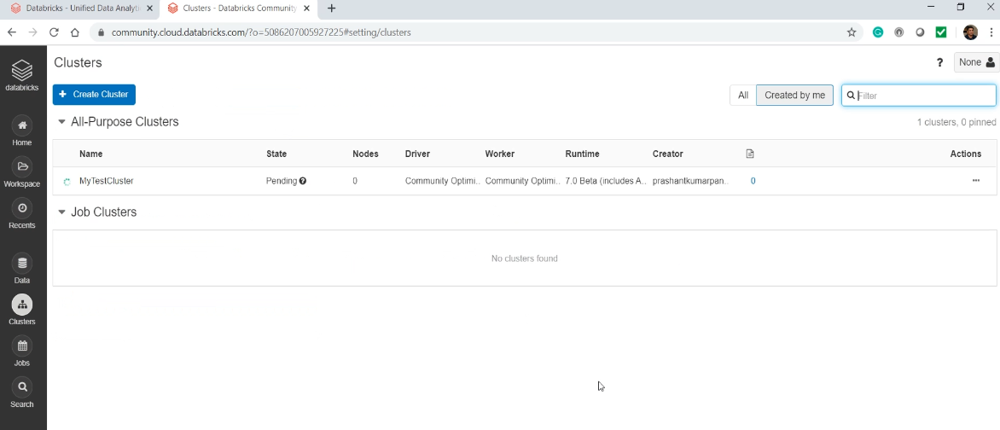 Databricks - Unified Data Analyti
Clusters - Databricks Community
community.cloud.databricks.com/?o=5086207005927225#setting/clusters
databricks
Clusters
? None
+ Create Cluster
All Created by me Filter
All-Purpose Clusters
1 clusters, 0 pinned
Name State Nodes Driver Worker Runtime Creator Actions
MyTestCluster Pending 0 Community Optimi... Community Optimi... 7.0 Beta (includes A... prashantkumarpan... 0 ...
Job Clusters
No clusters found
Home
Workspace
Recents
Data
Clusters
Jobs
Search